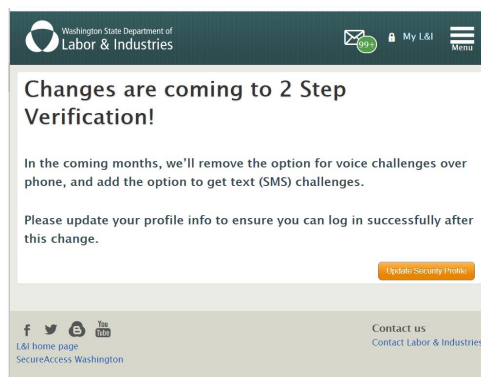 Washington State Department of
Labor & Industries
99+
My L&I
Menu
Changes are coming to 2 Step
Verification!
In the coming months, we'll remove the option for voice challenges over
phone, and add the option to get text (SMS) challenges.
Please update your profile info to ensure you can log in successfully after
this change.
Update Security Profile
f
B
You
Tube
L&I home page
SecureAccess Washington
Contact us
Contact Labor & Industries